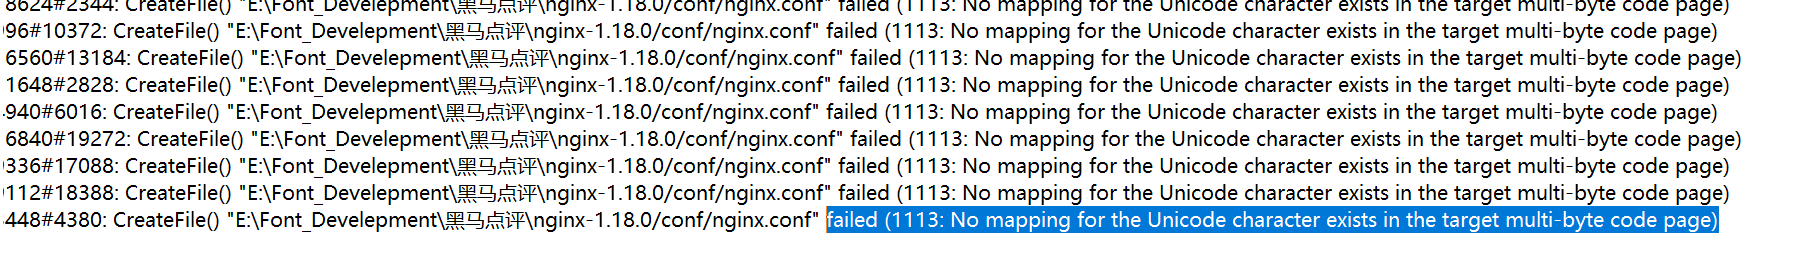 8624#2344: CreateFile() "E:\Font_Develepment\黑马点评\nginx-1.18.0/conf/nginx.conf" failed (1113: No mapping for the Unicode character exists in the target multi-byte code page)
96#10372: CreateFile() "E:\Font_Develepment\黑马点评\nginx-1.18.0/conf/nginx.conf" failed (1113: No mapping for the Unicode character exists in the target multi-byte code page)
6560#13184: CreateFile() "E:\Font_Develepment\黑马点评\nginx-1.18.0/conf/nginx.conf" failed (1113: No mapping for the Unicode character exists in the target multi-byte code page)
1648#2828: CreateFile() "E:\Font_Develepment\黑马点评\nginx-1.18.0/conf/nginx.conf" failed (1113: No mapping for the Unicode character exists in the target multi-byte code page)
940#6016: CreateFile() "E:\Font_Develepment\黑马点评\nginx-1.18.0/conf/nginx.conf" failed (1113: No mapping for the Unicode character exists in the target multi-byte code page)
6840#19272: CreateFile() "E:\Font_Develepment\黑马点评\nginx-1.18.0/conf/nginx.conf" failed (1113: No mapping for the Unicode character exists in the target multi-byte code page)
336#17088: CreateFile() "E:\Font_Develepment\黑马点评\nginx-1.18.0/conf/nginx.conf" failed (1113: No mapping for the Unicode character exists in the target multi-byte code page)
112#18388: CreateFile() "E:\Font_Develepment\黑马点评\nginx-1.18.0/conf/nginx.conf" failed (1113: No mapping for the Unicode character exists in the target multi-byte code page)
448#4380: CreateFile() "E:\Font_Develepment\黑马点评\nginx-1.18.0/conf/nginx.conf" failed (1113: No mapping for the Unicode character exists in the target multi-byte code page)